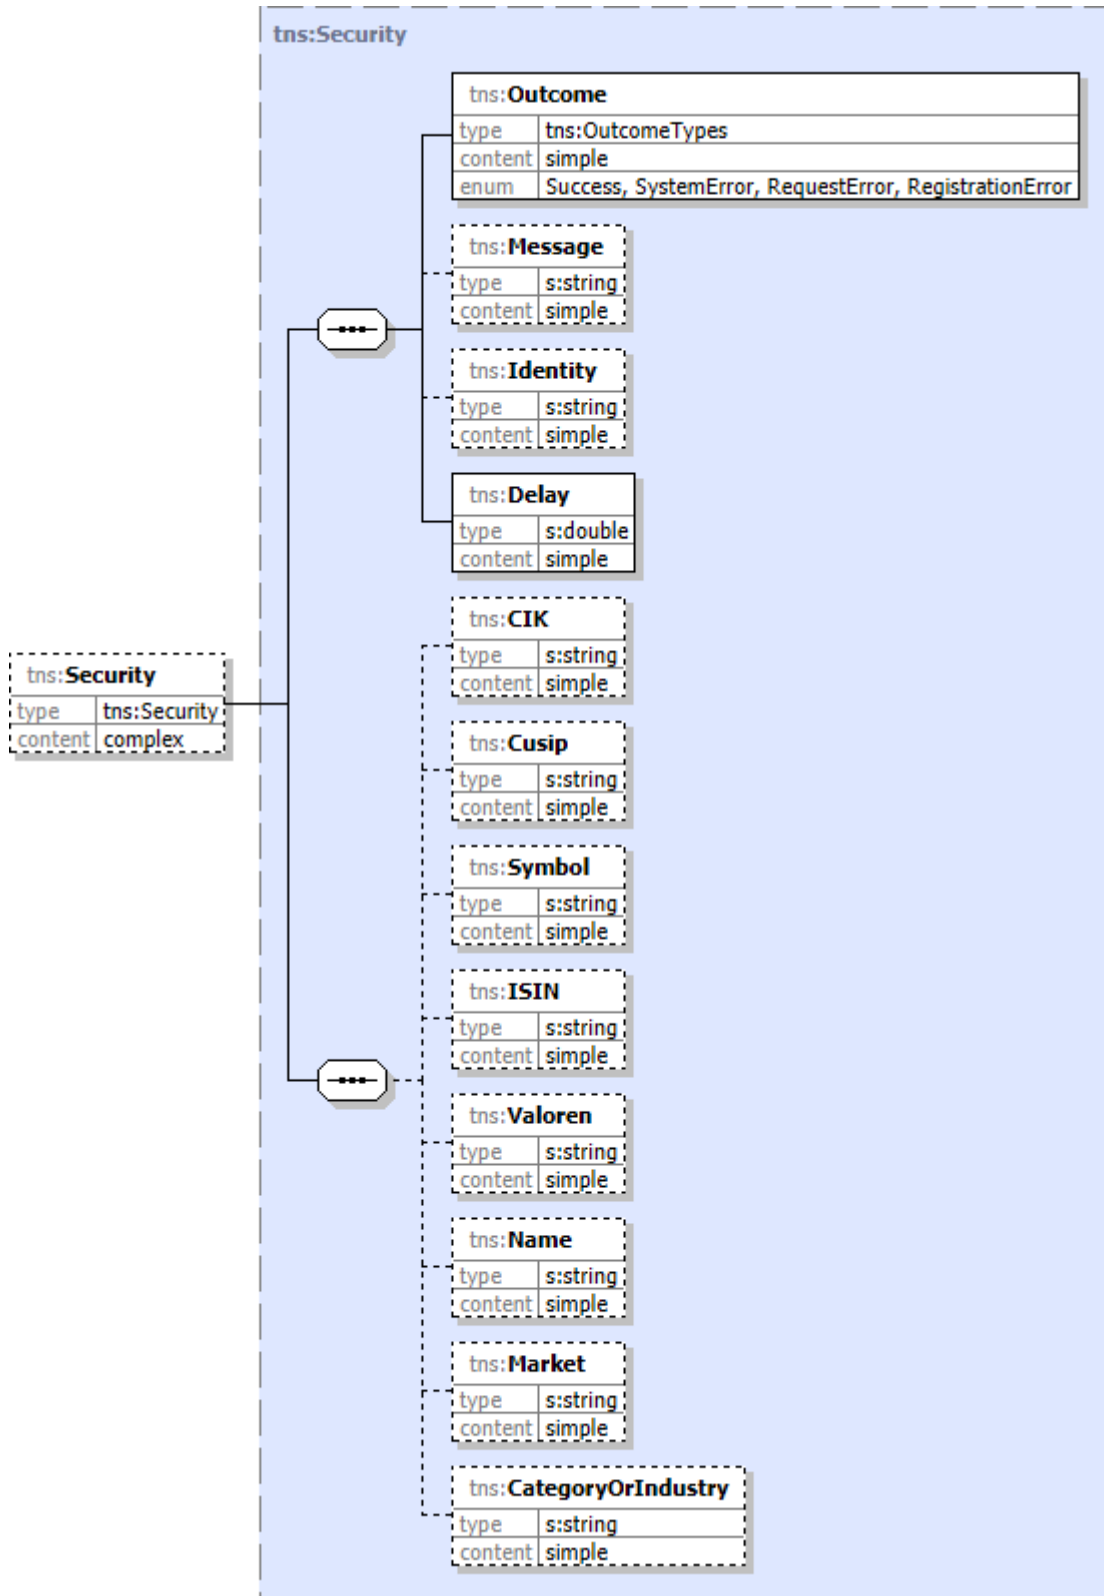 tns:Security
tns:Outcome
type tns:OutcomeTypes
content simple
enum Success, SystemError, RequestError, RegistrationError
tns:Message
type s:string
content simple
tns:Identity
type s:string
content simple
tns:Delay
type s:double
content simple
tns:CIK
type s:string
content simple
tns:Security
type tns:Security
content complex
tns:Cusip
type s:string
content simple
tns:Symbol
type s:string
content simple
tns:ISIN
type s:string
content simple
tns:Valoren
type s:string
content simple
tns:Name
type s:string
content simple
tns:Market
type s:string
content simple
tns:CategoryOrIndustry
type s:string
content simple